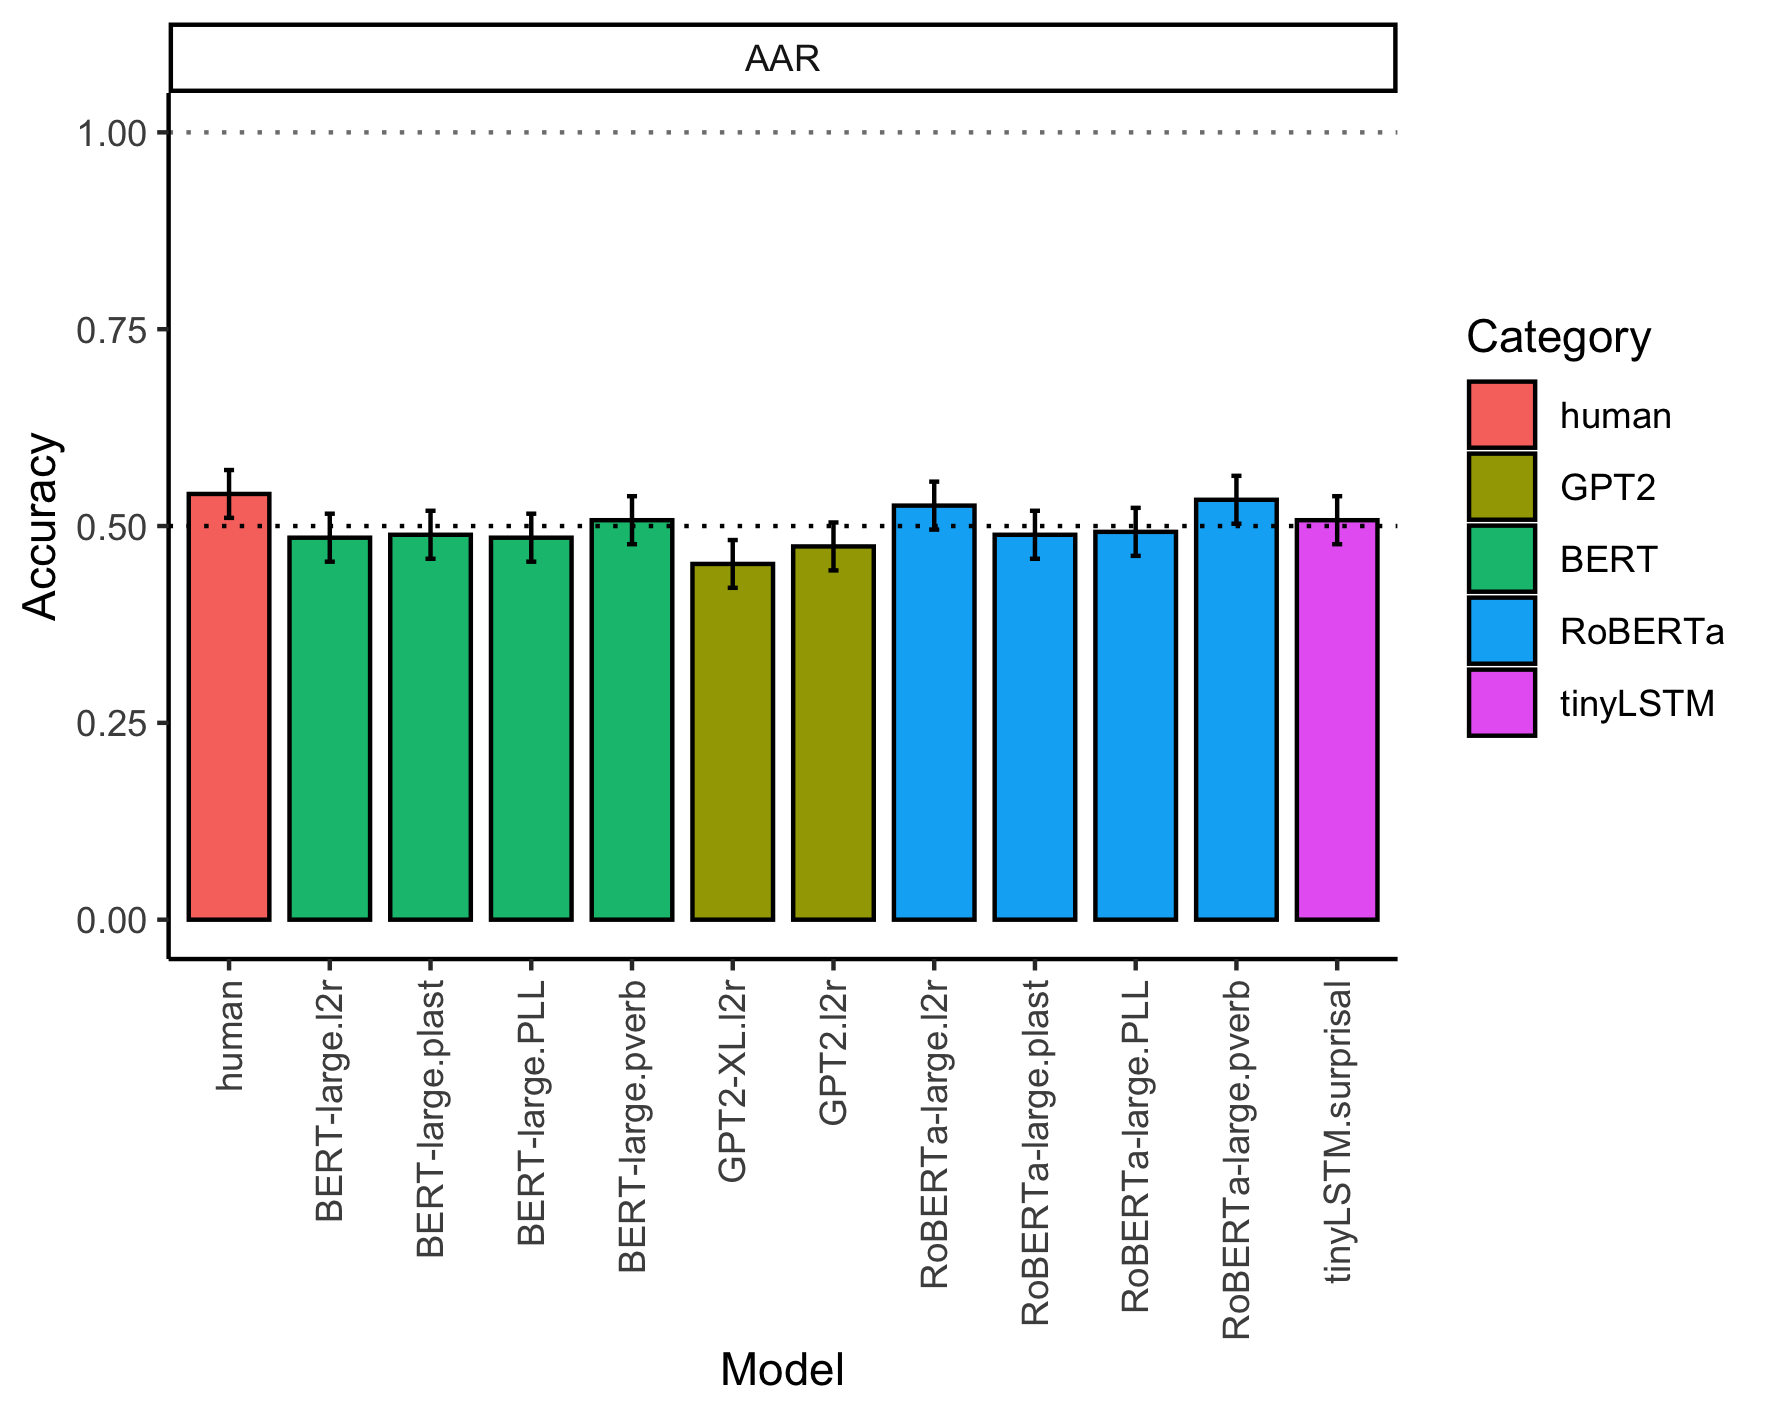 AAR
1.00
0.75
0.50
0.25
0.00
Accuracy
human
BERT-large.l2r
BERT-large.plast
BERT-large.PLL
BERT-large.pverb
GPT2-XL.l2r
GPT2.l2r
RoBERTa-large.l2r
RoBERTa-large.plast
RoBERTa-large.PLL
RoBERTa-large.pverb
tinyLSTM.surprisal
Model
Category
human
GPT2
BERT
RoBERTa
tinyLSTM